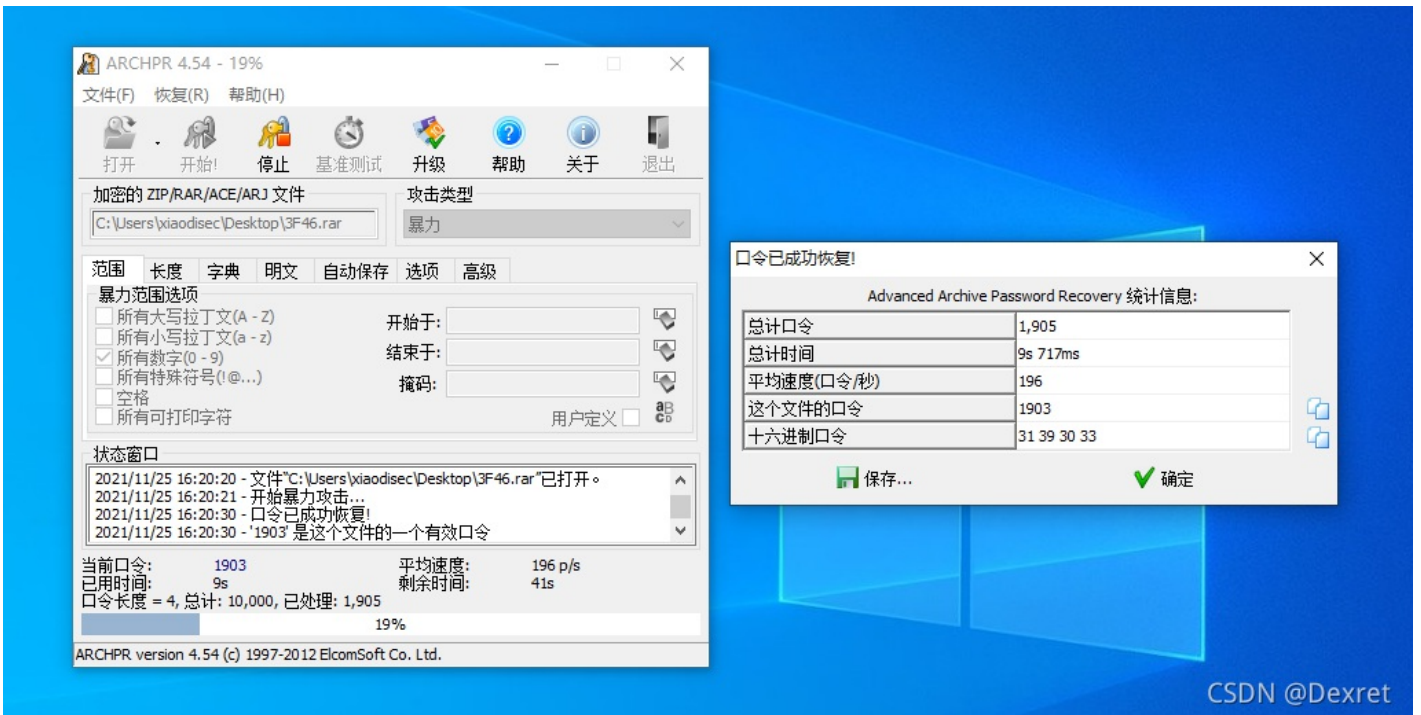 ARCHPR 4.54 - 19%
文件(F) 恢复(R) 帮助(H)
打开 开始! 停止 基准测试 升级 帮助 关于 退出
加密的 ZIP/RAR/ACE/ARJ 文件 攻击类型
C:\Users\xiaodisec\Desktop\3F46.rar 暴力
范围 长度 字典 明文 自动保存 选项 高级
暴力范围选项
所有大写拉丁文(A - Z)
所有小写拉丁文(a - z)
所有数字(0 - 9)
所有特殊符号(!@...)
空格
所有可打印字符
开始于:
结束于:
掩码:
用户定义
状态窗口
2021/11/25 16:20:20 - 文件"C:\Users\xiaodisec\Desktop\3F46.rar"已打开。
2021/11/25 16:20:21 - 开始暴力攻击...
2021/11/25 16:20:30 - 口令已成功恢复!
2021/11/25 16:20:30 - '1903' 是这个文件的一个有效口令
当前口令: 1903 平均速度: 196 p/s
已用时间: 9s 剩余时间: 41s
口令长度 = 4, 总计: 10,000, 已处理: 1,905
19%
ARCHPR version 4.54 (c) 1997-2012 ElcomSoft Co. Ltd.
口令已成功恢复!
Advanced Archive Password Recovery 统计信息:
总计口令 1,905
总计时间 9s 717ms
平均速度(口令/秒) 196
这个文件的口令 1903
十六进制口令 31 39 30 33
保存... 确定
CSDN @Dexret